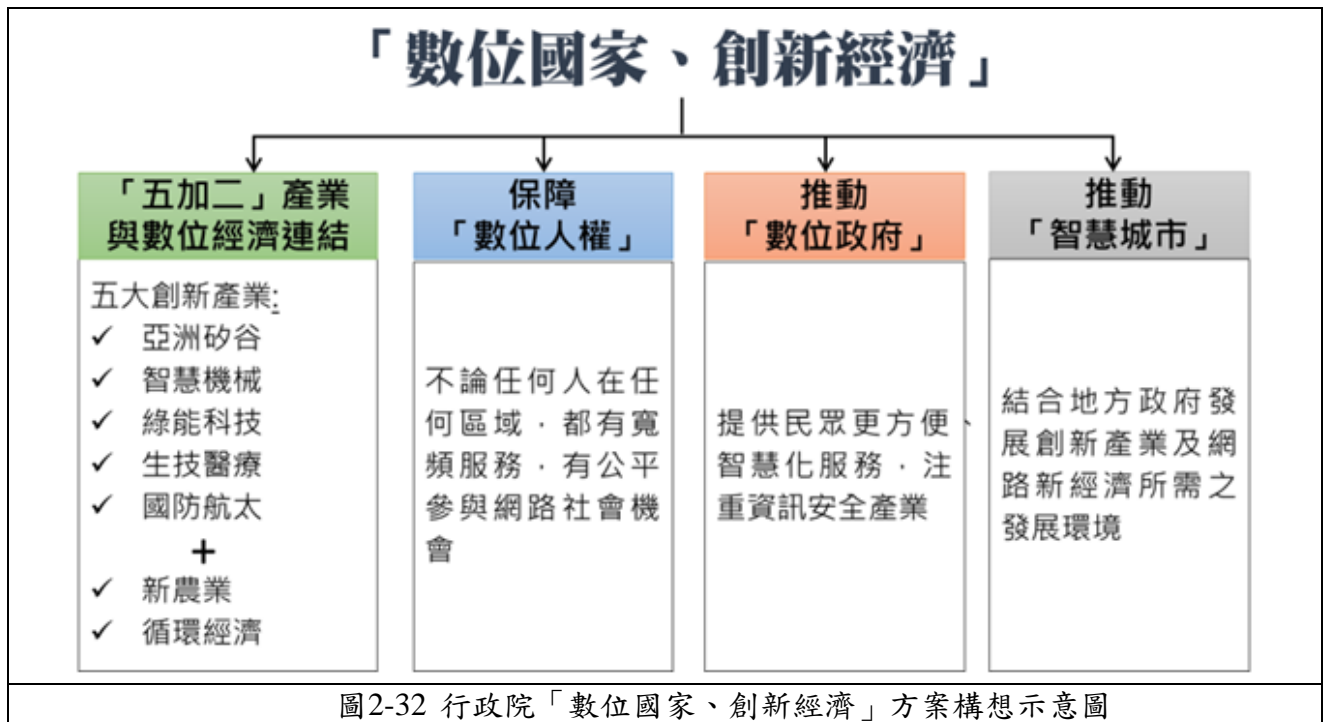 「數位國家、創新經濟」
「五加二」產業
與數位經濟連結
五大創新產業:
✓ 亞洲矽谷
✓ 智慧機械
✓ 綠能科技
✓ 生技醫療
✓ 國防航太
+
✓ 新農業
✓ 循環經濟
保障
「數位人權」
不論任何人在任
何區域，都有寬
頻服務，有公平
參與網路社會機
會
推動
「數位政府」
提供民眾更方便、
智慧化服務，注
重資訊安全產業
推動
「智慧城市」
結合地方政府發
展創新產業及網
路新經濟所需之
發展環境
圖2-32 行政院「數位國家、創新經濟」方案構想示意圖